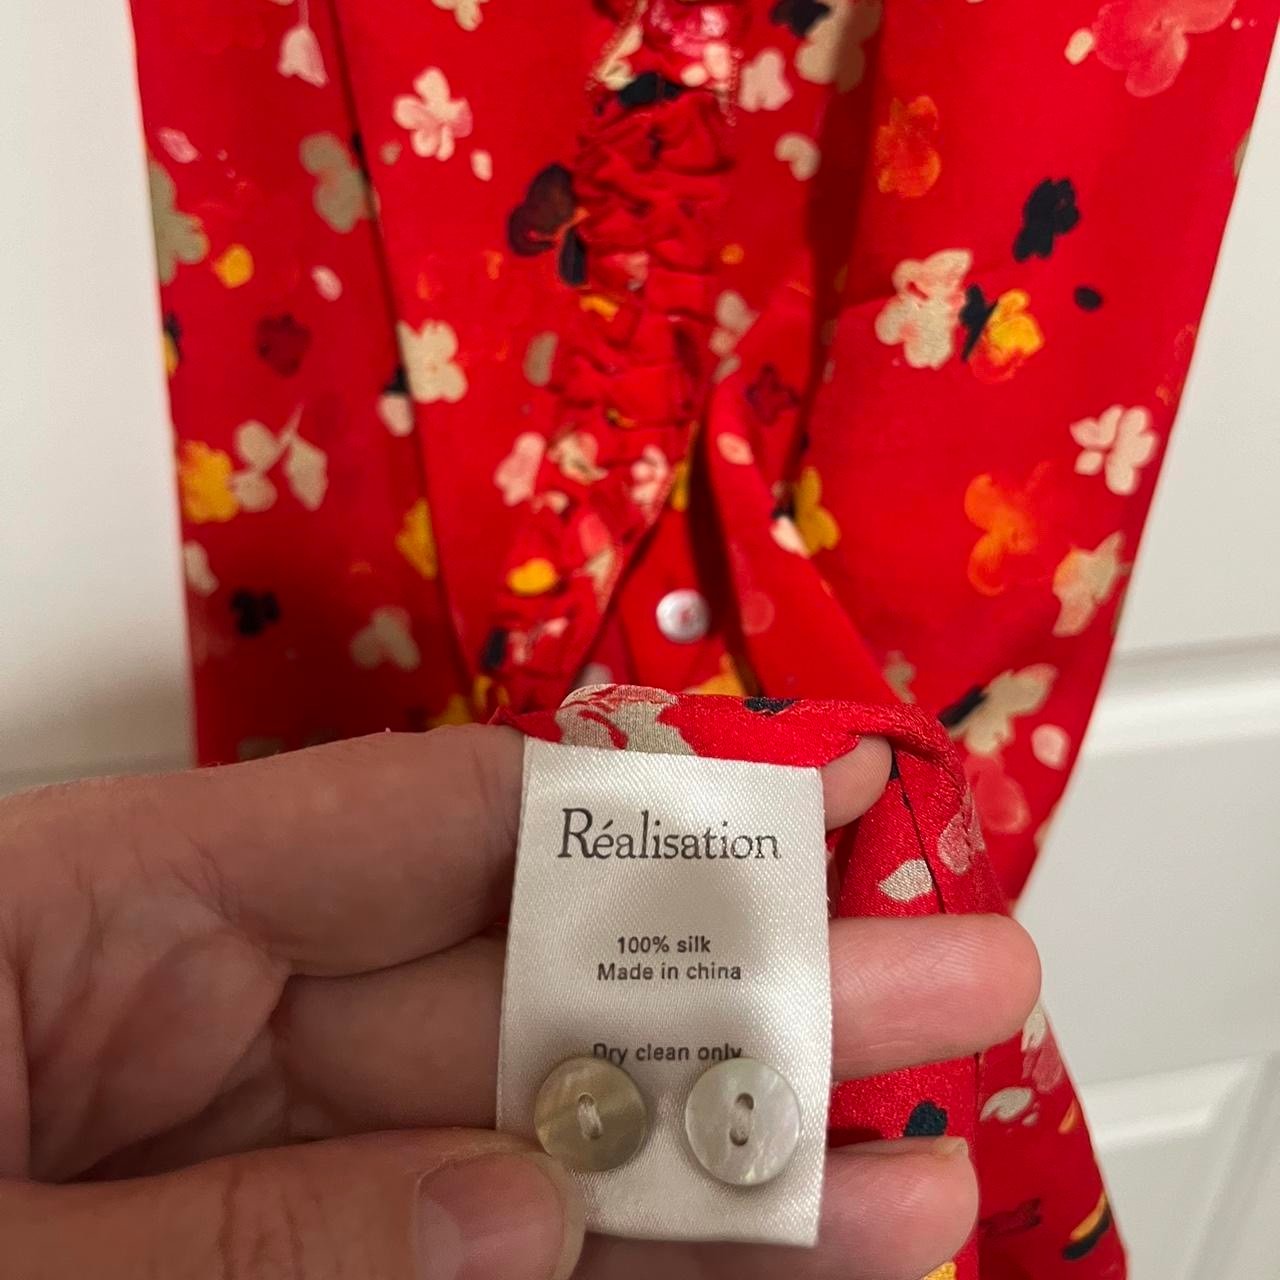 Réalisation
100% silk
Made in china
Dry clean only